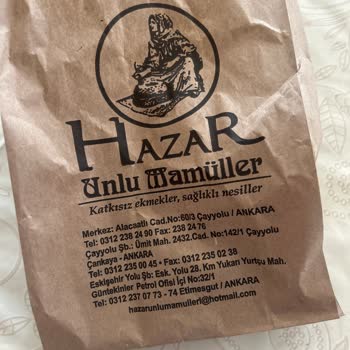 HAZAR
Unlu Mamüller
Katkısız ekmekler, sağlıklı nesiller
Merkez: Alacaatlı Cad.No:60/3 Çayyolu / ANKARA
Tel: 0312 238 24 90 Fax: 238 24 76
Çayyolu Şb.: Ümit Mah. 2432.Cad. No:142/1 Çayyolu
Çankaya - ANKARA
Tel: 0312 235 00 45 • Fax: 0312 235 02 38
Eskişehir Yolu Şb: Esk. Yolu 28. Km Yukarı Yurtçu Mah.
Güntekinler Petrol Ofisi İçi No:32/1
Tel: 0312 237 07 73 - 74 Etimesgut / ANKARA
hazarunlumamulleri@hotmail.com